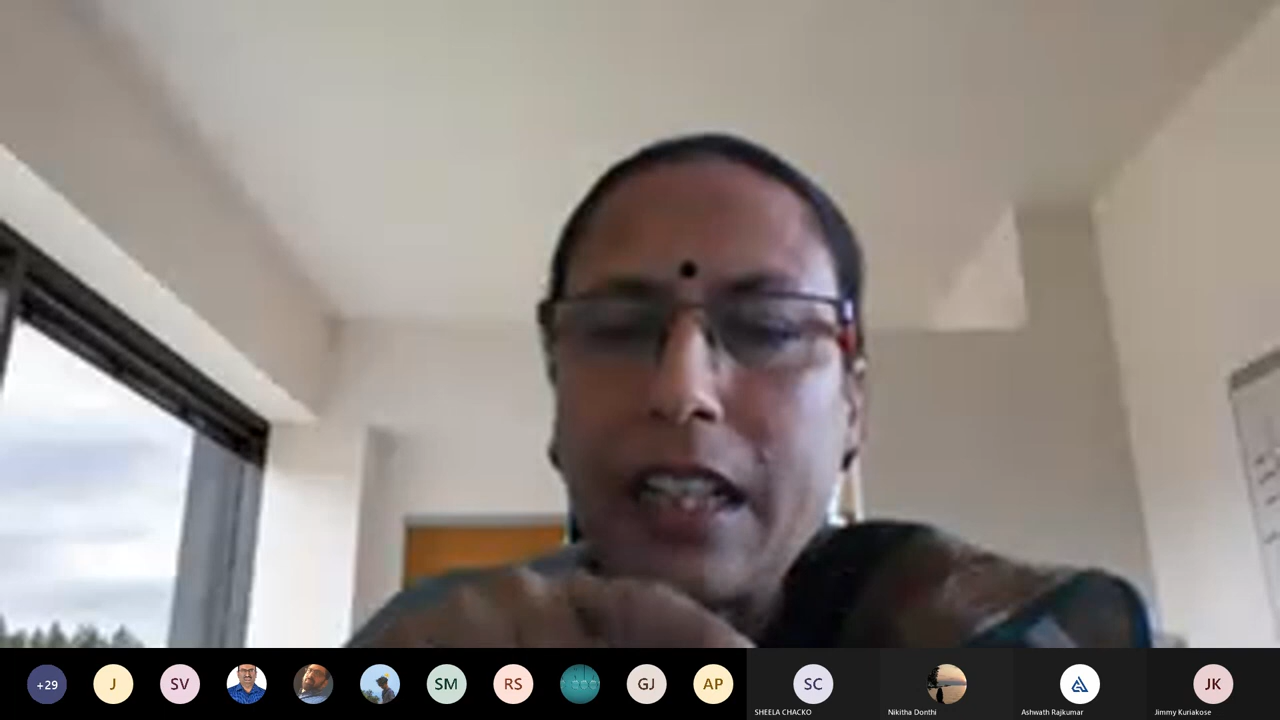 +29
J
SV
SM
RS
GJ
AP
SC
SHEELA CHACKO
Nikitha Donthi
Ashwath Rajkumar
JK
Jimmy Kuriakose